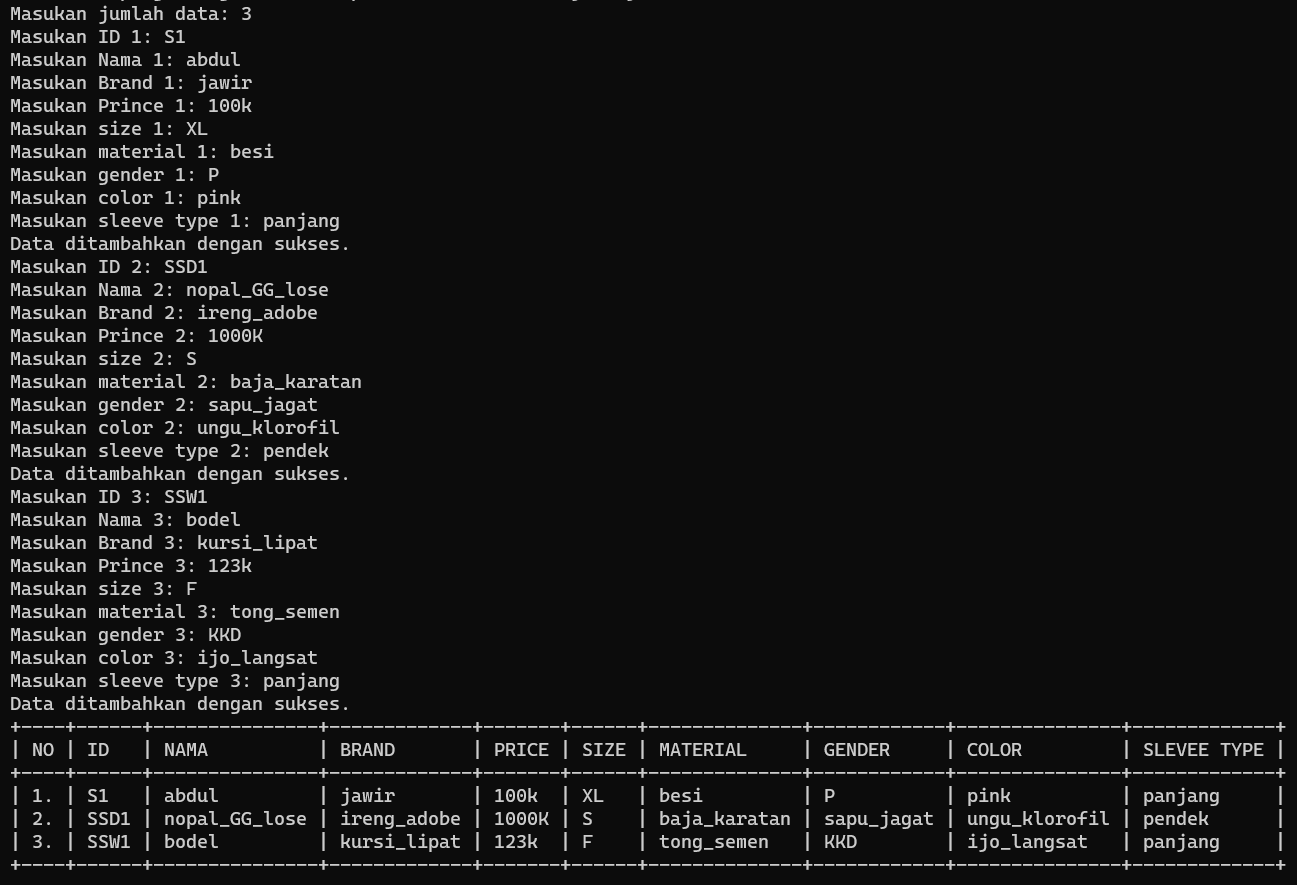 Masukan jumlah data: 3
Masukan ID 1: S1
Masukan Nama 1: abdul
Masukan Brand 1: jawir
Masukan Prince 1: 100k
Masukan size 1: XL
Masukan material 1: besi
Masukan gender 1: P
Masukan color 1: pink
Masukan sleeve type 1: panjang
Data ditambahkan dengan sukses.
Masukan ID 2: SSD1
Masukan Nama 2: nopal_GG_lose
Masukan Brand 2: ireng_adobe
Masukan Prince 2: 1000K
Masukan size 2: S
Masukan material 2: baja_karatan
Masukan gender 2: sapu_jagat
Masukan color 2: ungu_klorofil
Masukan sleeve type 2: pendek
Data ditambahkan dengan sukses.
Masukan ID 3: SSW1
Masukan Nama 3: bodel
Masukan Brand 3: kursi_lipat
Masukan Prince 3: 123k
Masukan size 3: F
Masukan material 3: tong_semen
Masukan gender 3: KKD
Masukan color 3: ijo_langsat
Masukan sleeve type 3: panjang
Data ditambahkan dengan sukses.
+----+------+---------------+-------------+-------+------+--------------+------------+---------------+-------------+
| NO | ID   | NAMA          | BRAND       | PRICE | SIZE | MATERIAL     | GENDER     | COLOR         | SLEVEE TYPE |
+----+------+---------------+-------------+-------+------+--------------+------------+---------------+-------------+
| 1. | S1   | abdul         | jawir       | 100k  | XL   | besi         | P          | pink          | panjang     |
| 2. | SSD1 | nopal_GG_lose | ireng_adobe | 1000K | S    | baja_karatan | sapu_jagat | ungu_klorofil | pendek      |
| 3. | SSW1 | bodel         | kursi_lipat | 123k  | F    | tong_semen   | KKD        | ijo_langsat   | panjang     |
+----+------+---------------+-------------+-------+------+--------------+------------+---------------+-------------+